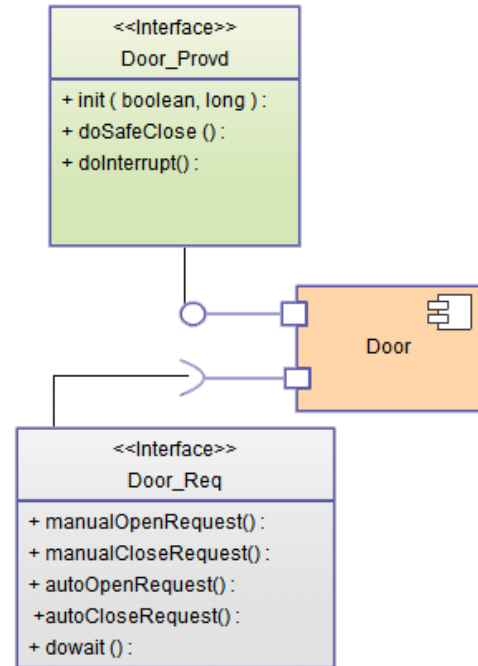 <<Interface>>
Door_Provd
+ init ( boolean, long ) :
+ doSafeClose () :
+ doInterrupt() :
Door
<<Interface>>
Door_Req
+ manualOpenRequest() :
+ manualCloseRequest() :
+ autoOpenRequest() :
+autoCloseRequest() :
+ dowait () :